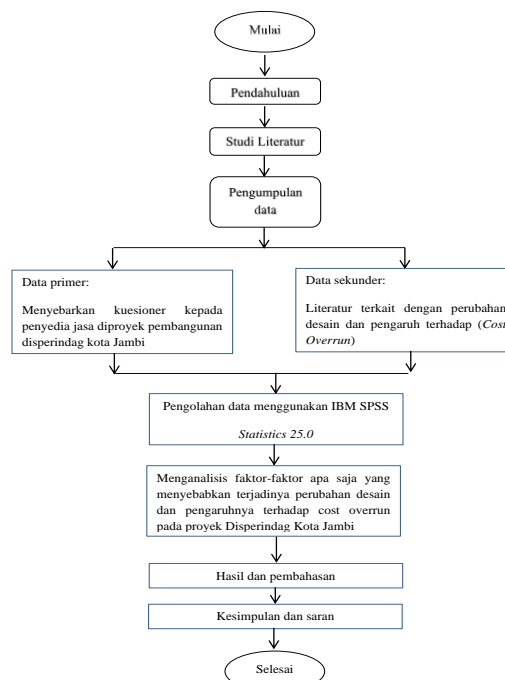 Mulai
Pendahuluan
Studi Literatur
Pengumpulan
data
Data primer:
Menyebarkan kuesioner kepada
penyedia jasa diproyek pembangunan
disperindag kota Jambi
Data sekunder:
Literatur terkait dengan perubahan
desain dan pengaruh terhadap (Cost
Overrun)
Pengolahan data menggunakan IBM SPSS
Statistics 25.0
Menganalisis faktor-faktor apa saja yang
menyebabkan terjadinya perubahan desain
dan pengaruhnya terhadap cost overrun
pada proyek Disperindag Kota Jambi
Hasil dan pembahasan
Kesimpulan dan saran
Selesai